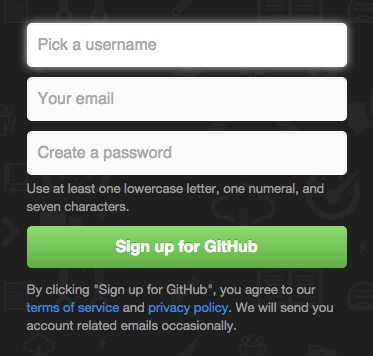 Pick a username
Your email
Create a password
Use at least one lowercase letter, one numeral, and
seven characters.
Sign up for GitHub
By clicking "Sign up for GitHub", you agree to our
terms of service and privacy policy. We will send you
account related emails occasionally.